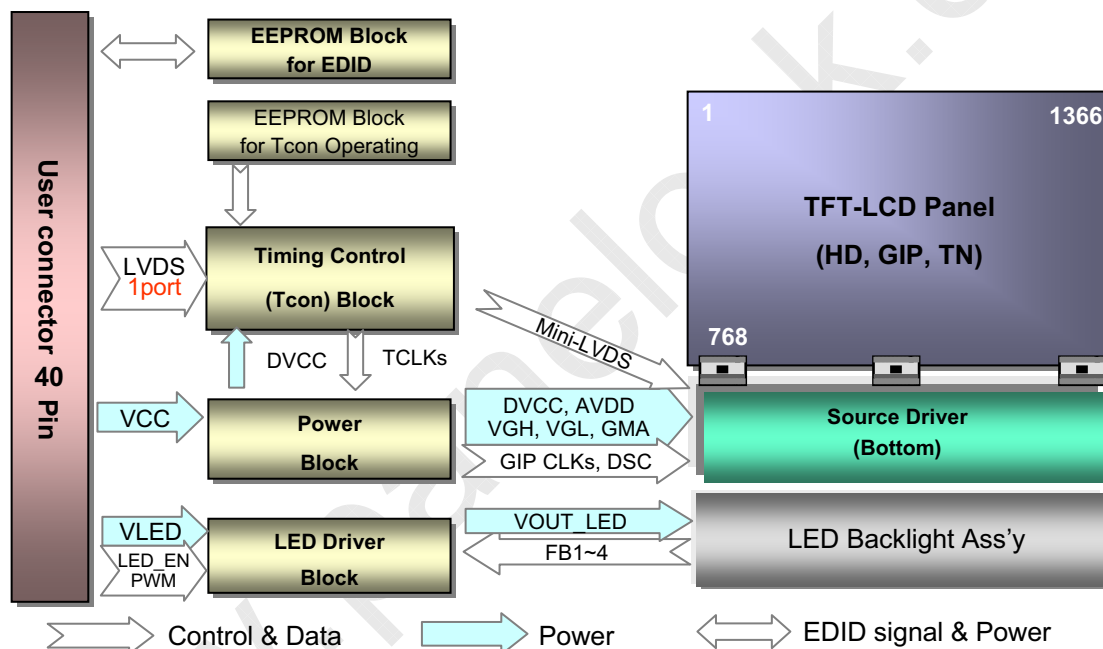 User connector 40 Pin
EEPROM Block
for EDID
EEPROM Block
for Tcon Operating
LVDS
1port
Timing Control
(Tcon) Block
DVCC
TCLKs
Mini-LVDS
VCC
Power
Block
DVCC, AVDD
VGH, VGL, GMA
GIP CLKs, DSC
VLED
LED_EN
PWM
LED Driver
Block
VOUT_LED
FB1~4
1
1366
TFT-LCD Panel
(HD, GIP, TN)
768
Source Driver
(Bottom)
LED Backlight Ass’y
Control & Data
Power
EDID signal & Power